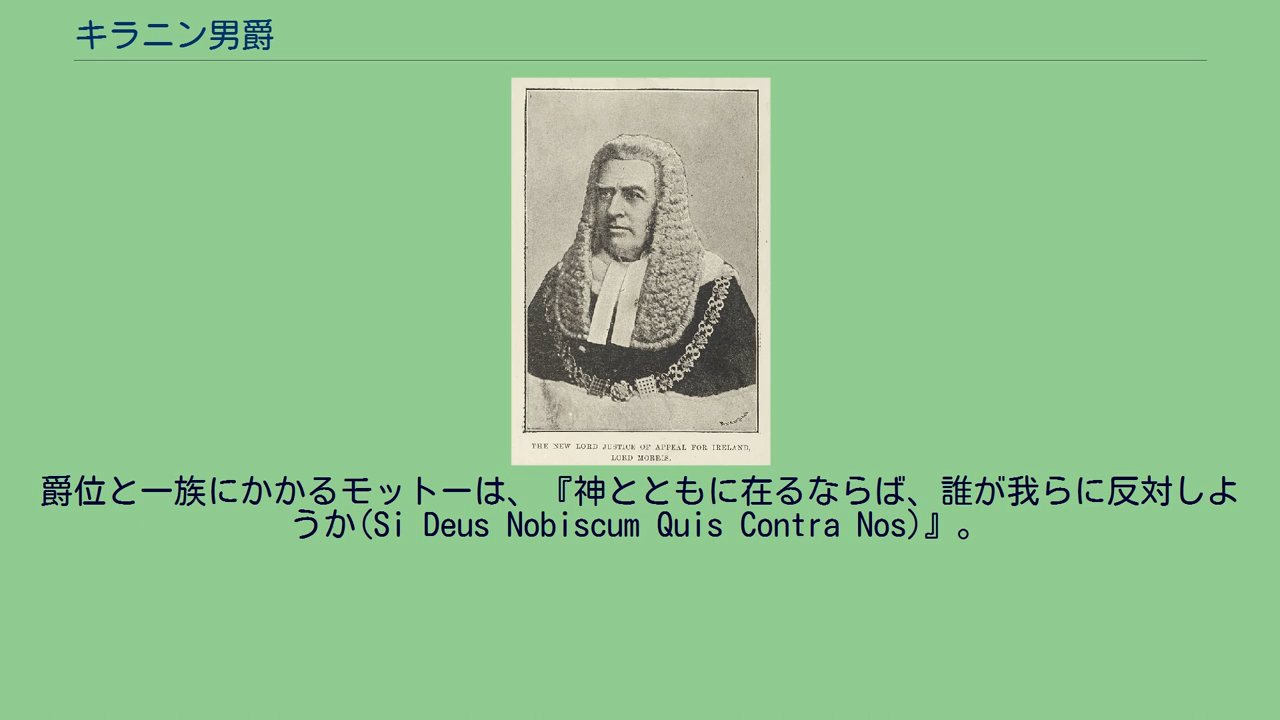 キラニン男爵
THE NEW LORD JUSTICE OF APPEAL FOR IRELAND,
LORD MORRIS.
爵位と一族にかかるモットーは、『神とともに在るならば、誰が我らに反対しよ
うか(Si Deus Nobiscum Quis Contra Nos)』。